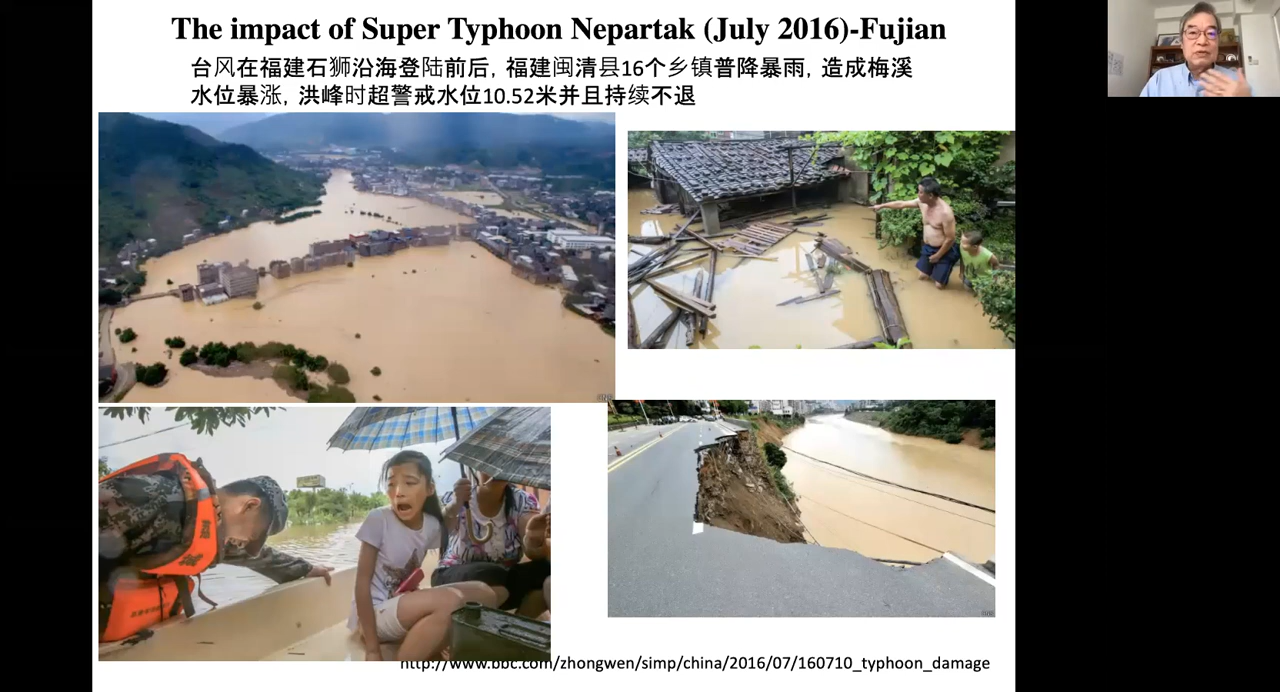 The impact of Super Typhoon Nepartak (July 2016)-Fujian
台风在福建石狮沿海登陆前后, 福建闽清县16个乡镇普降暴雨, 造成梅溪
水位暴涨, 洪峰时超警戒水位10.52米并且持续不退
http://www.bbc.com/zhongwen/simp/china/2016/07/160710_typhoon_damage